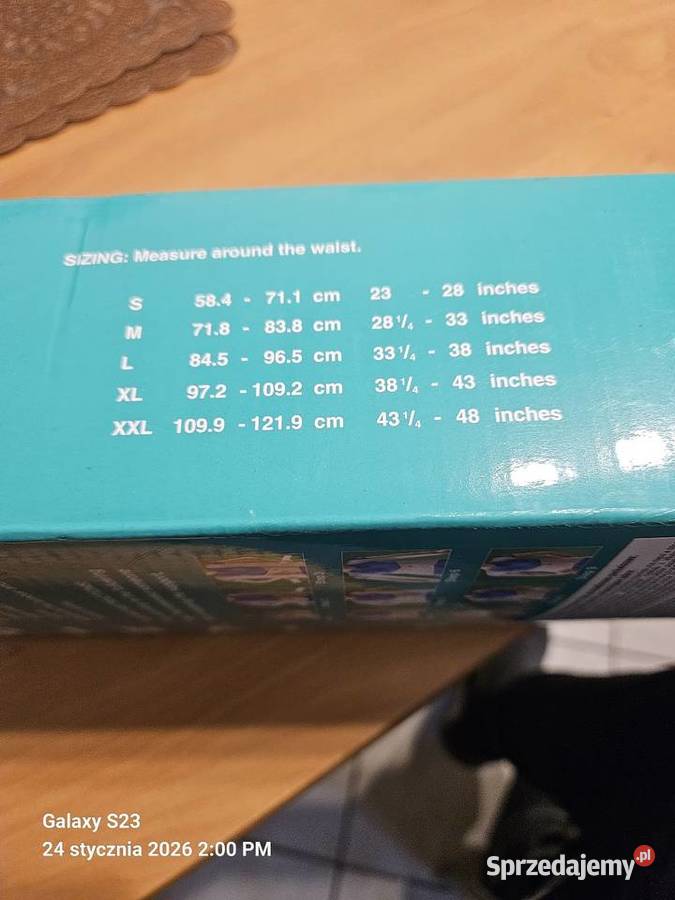 SIZING: Measure around the waist.
S 58.4 - 71.1 cm 23 - 28 inches
M 71.8 - 83.8 cm 28 1/4 - 33 inches
L 84.5 - 96.5 cm 33 1/4 - 38 inches
XL 97.2 - 109.2 cm 38 1/4 - 43 inches
XXL 109.9 - 121.9 cm 43 1/4 - 48 inches
Galaxy S23
24 stycznia 2026 2:00 PM
Sprzedajemy.pl